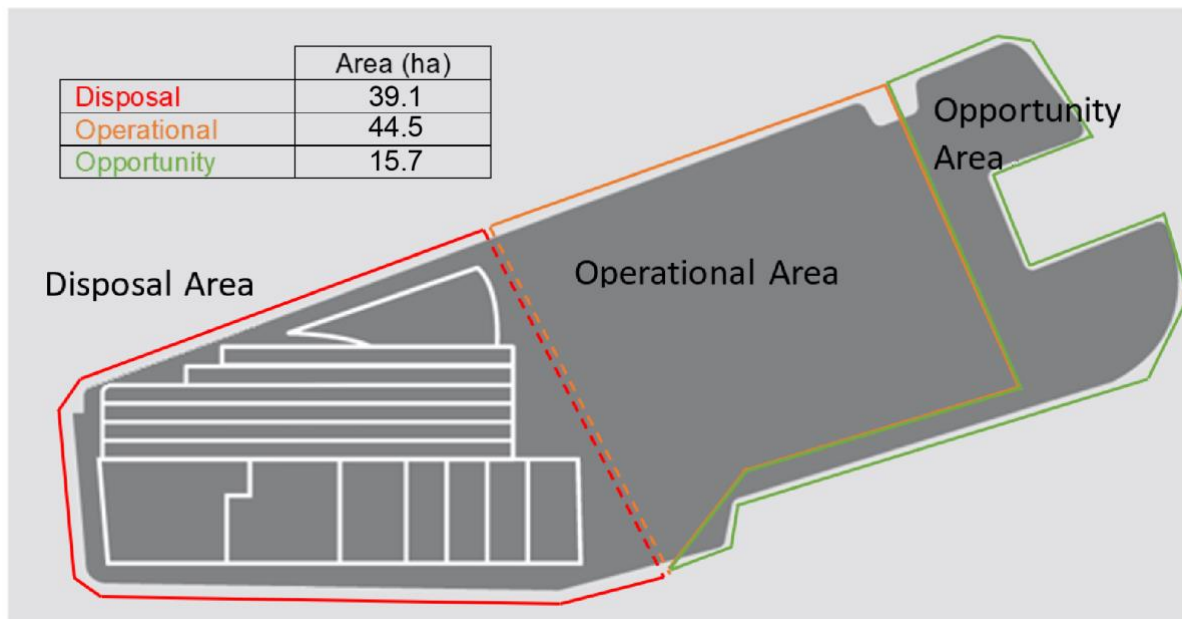 Area (ha)
Disposal 39.1
Operational 44.5
Opportunity 15.7
Opportunity
Area
Disposal Area
Operational Area